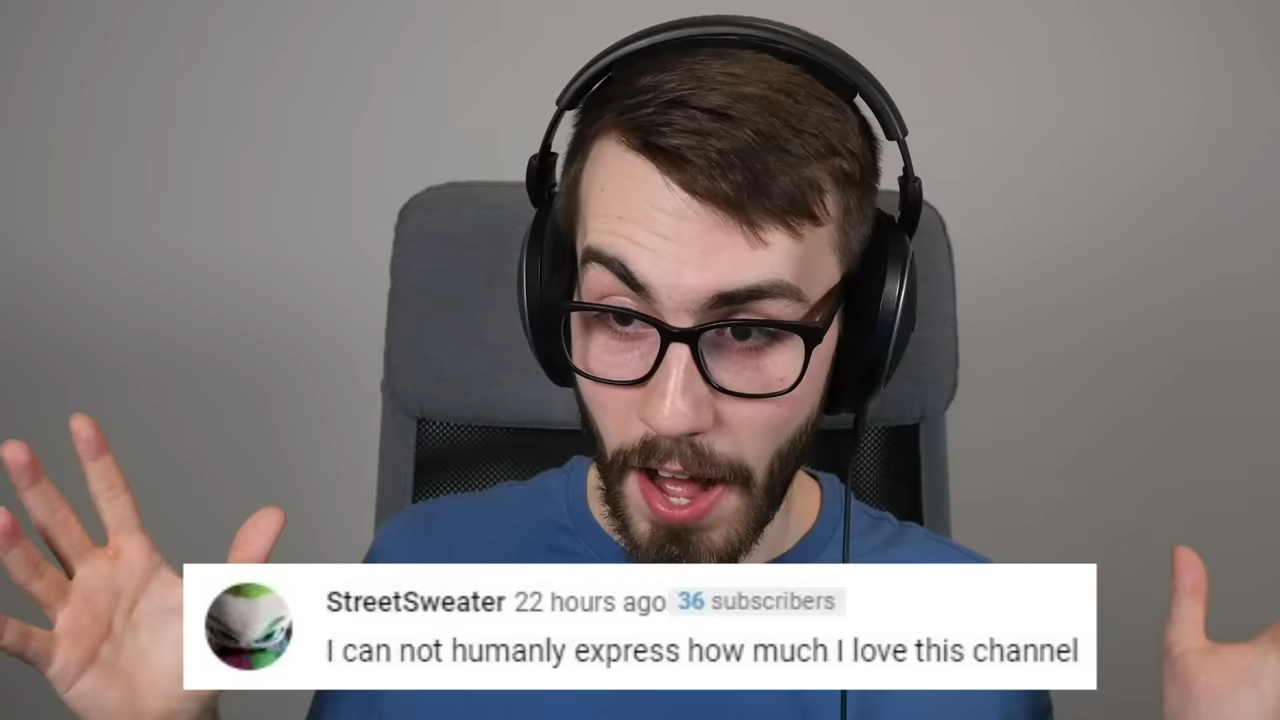 StreetSweater 22 hours ago 36 subscribers
I can not humanly express how much I love this channel